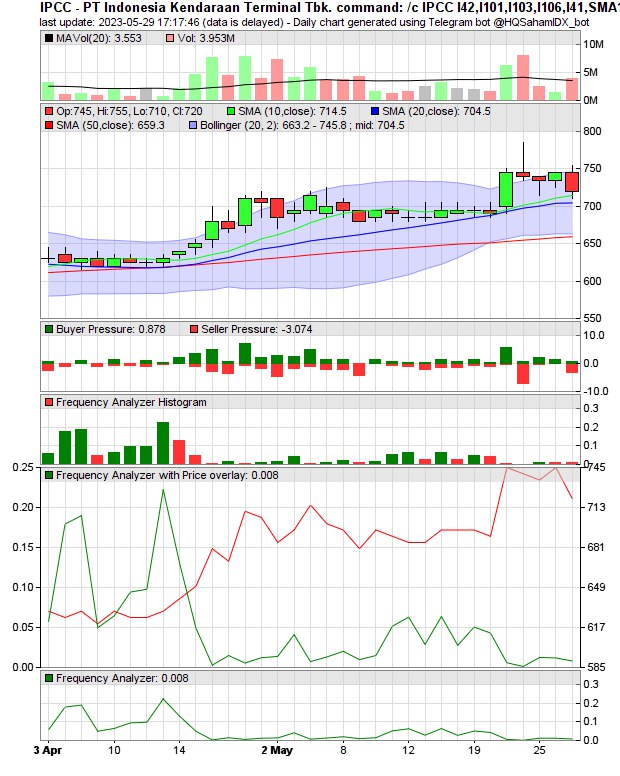 IPCC - PT Indonesia Kendaraan Terminal Tbk. command: /c IPCC I42,I101,I103,I106,I41,SMA1
last update: 2023-05-29 17:17:46 (data is delayed) - Daily chart generated using Telegram bot @HQSahamIDX_bot
MAVol(20): 3.553 Vol: 3.953M
10M
5M
0M
Op:745, Hi:755, Lo:710, Cl:720 SMA (10,close): 714.5 SMA (20,close): 704.5
SMA (50,close): 659.3 Bollinger (20, 2): 663.2 - 745.8 ; mid: 704.5
800
750
700
650
600
550
Buyer Pressure: 0.878 Seller Pressure: -3.074
10.0
0.0
-10.0
Frequency Analyzer Histogram
0.3
0.2
0.1
0.0
Frequency Analyzer with Price overlay: 0.008
0.25 745
0.20 713
0.15 681
0.10 649
0.05 617
0.00 585
Frequency Analyzer: 0.008
0.3
0.2
0.1
0.0
3 Apr 10 14 2 May 8 12 19 25